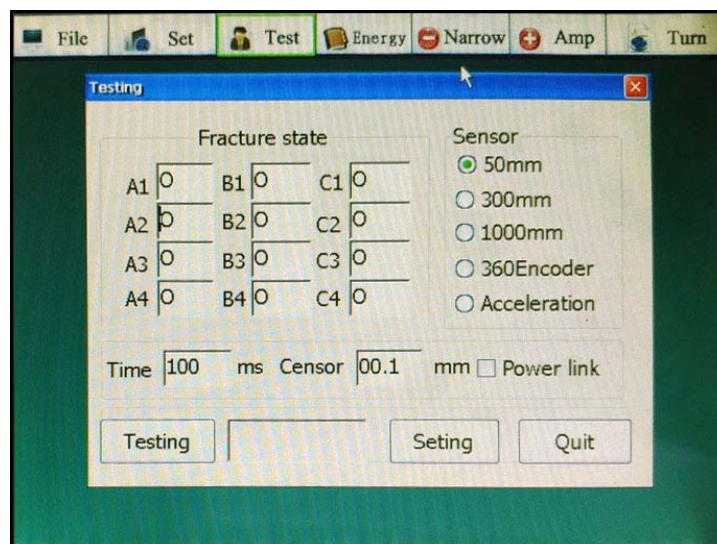 File Set Test Energy Narrow Amp Turn
Testing
Fracture state
Sensor
A1 O B1 O C1 O
A2 O B2 O C2 O
A3 O B3 O C3 O
A4 O B4 O C4 O
50mm
300mm
1000mm
360Encoder
Acceleration
Time 100 ms Censor 00.1 mm Power link
Testing Seting Quit